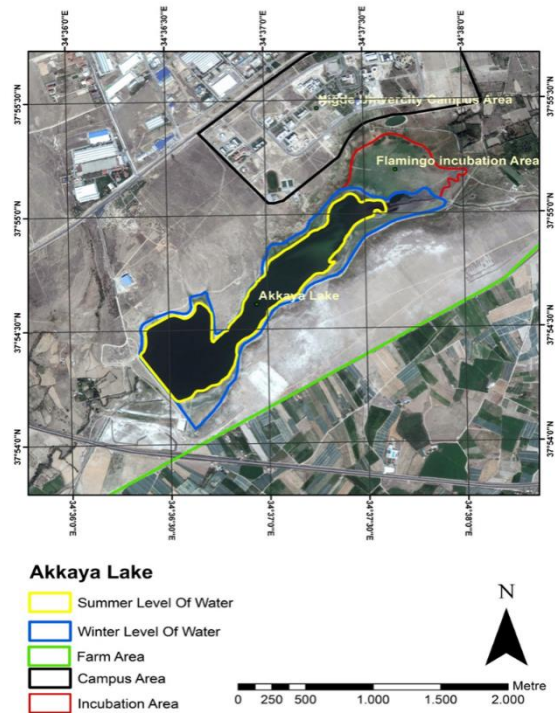 34°36'0"E 34°36'30"E 34°37'0"E 34°37'30"E 34°38'0"E
37°55'30"N 37°55'30"N
Niğde Univercity Campus Area
Flamingo incubation Area
37°55'0"N 37°55'0"N
Akkaya Lake
37°54'30"N 37°54'30"N
37°54'0"N 37°54'0"N
34°36'0"E 34°36'30"E 34°37'0"E 34°37'30"E 34°38'0"E
Akkaya Lake
Summer Level Of Water
Winter Level Of Water
Farm Area
Campus Area
Incubation Area
N
Metre
0 250 500 1.000 1.500 2.000